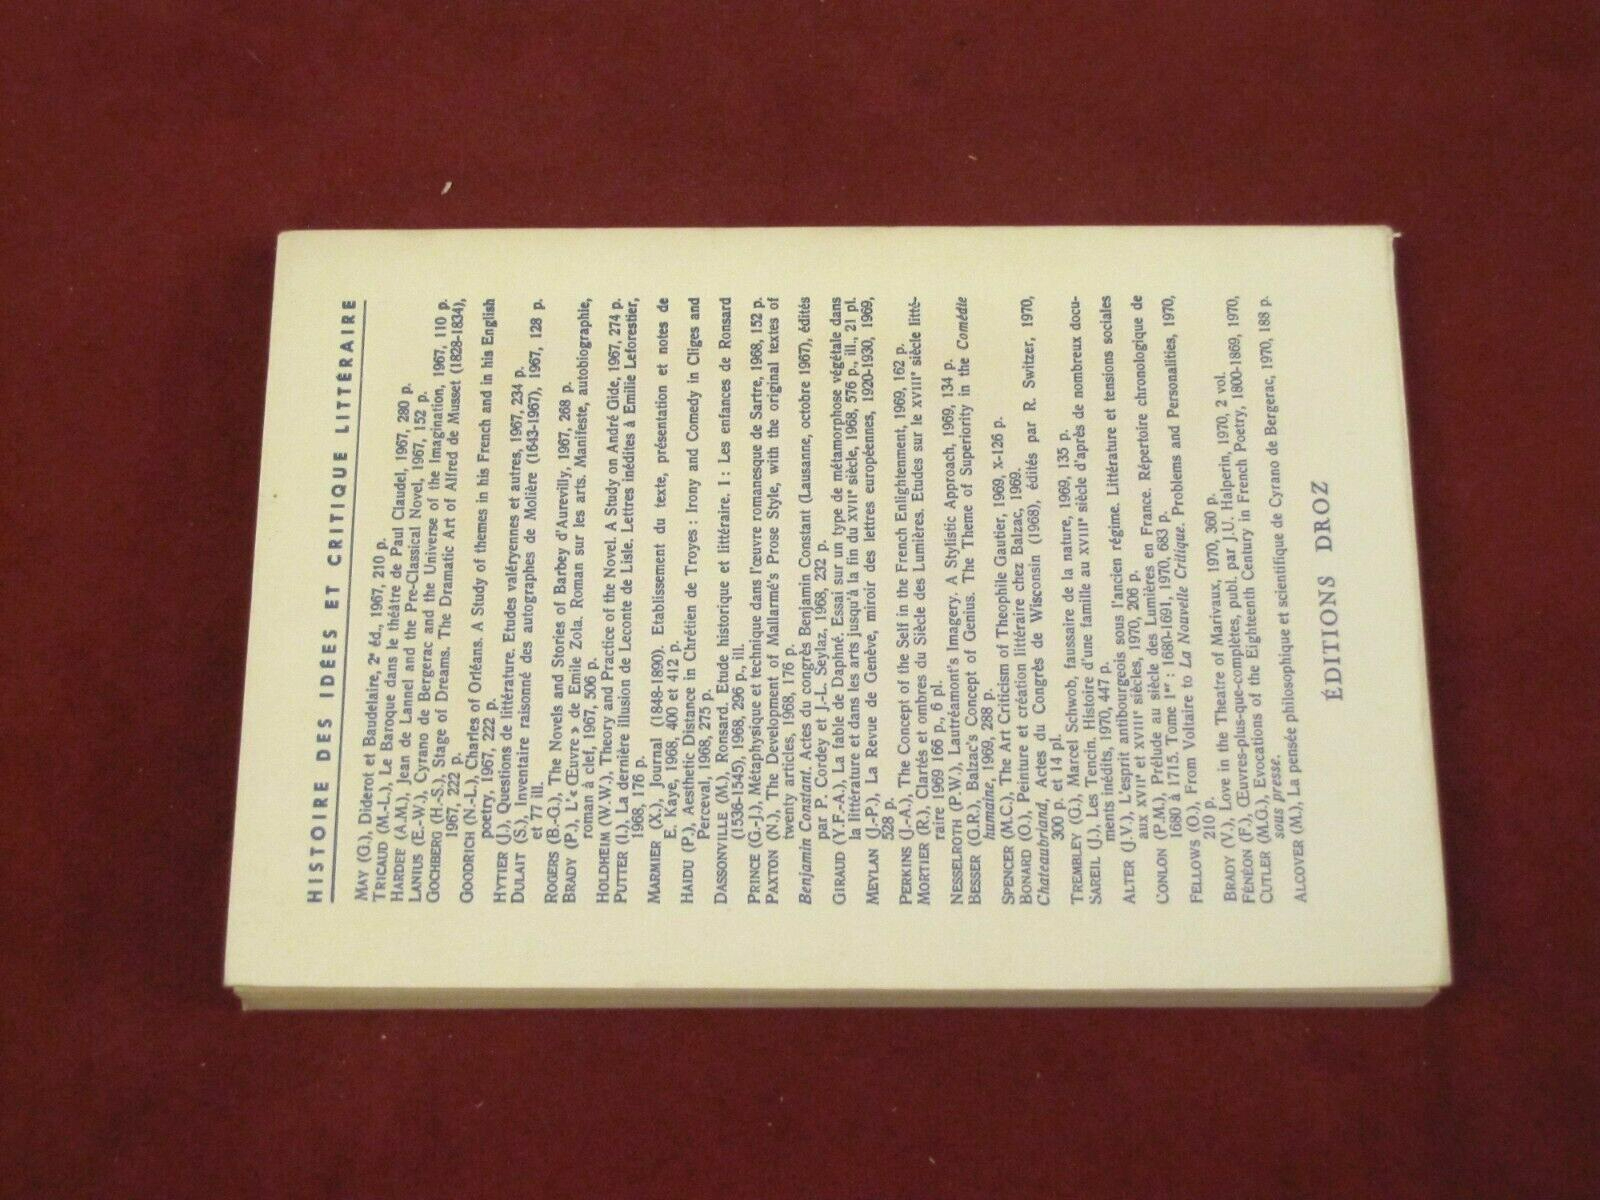 HISTOIRE DES IDÉES ET CRITIQUE LITTÉRAIRE
MAY (G.), Diderot et Baudelaire, 2e éd., 1967, 210 p.
TRICAUD (M.-L.), Le Baroque dans le théâtre de Paul Claudel, 1967, 280 p.
HARDEE (A.M.), Jean de Lannel and the Pre-Classical Novel, 1967, 152 p.
LANIUS (E.-W.), Cyrano de Bergerac and the Universe of the Imagination, 1967, 110 p.
GOCHBERG (H.-S.), Stage of Dreams. The Dramatic Art of Alfred de Musset (1828-1834),
1967, 222 p.
GOODRICH (N.-L.), Charles of Orléans. A Study of themes in his French and in his English
poetry, 1967, 222 p.
HYTIER (J.), Questions de littérature. Etudes valéryennes et autres, 1967, 234 p.
DULAIT (S.), Inventaire raisonné des autographes de Molière (1643-1967), 1967, 128 p.
et 77 ill.
ROGERS (B.-G.), The Novels and Stories of Barbey d'Aurevilly, 1967, 268 p.
BRADY (P.), L'« Œuvre » de Emile Zola. Roman sur les arts. Manifeste, autobiographie,
roman à clef, 1967, 506 p.
HOLDHEIM (W.W.), Theory and Practice of the Novel. A Study on André Gide, 1967, 274 p.
PUTTER (I.), La dernière illusion de Leconte de Lisle. Lettres inédites à Emilie Leforestier,
1968, 176 p.
MARMIER (X.), Journal (1848-1890). Etablissement du texte, présentation et notes de
E. Kaye, 1968, 400 et 412 p.
HAIDU (P.), Aesthetic Distance in Chrétien de Troyes : Irony and Comedy in Cliges and
Perceval, 1968, 275 p.
DASSONVILLE (M.), Ronsard. Etude historique et littéraire. I : Les enfances de Ronsard
(1536-1545), 1968, 296 p., ill.
PRINCE (G.-J.), Métaphysique et technique dans l'œuvre romanesque de Sartre, 1968, 152 p.
PAXTON (N.), The Development of Mallarmé's Prose Style, with the original textes of
twenty articles, 1968, 176 p.
Benjamin Constant. Actes du congrès Benjamin Constant (Lausanne, octobre 1967), édités
par P. Cordey et J.-L. Seylaz, 1968, 232 p.
GIRAUD (Y.F.-A.), La fable de Daphné. Essai sur un type de métamorphose végétale dans
la littérature et dans les arts jusqu'à la fin du XVIIe siècle, 1968, 576 p., ill., 21 pl.
MEYLAN (J.-P.), La Revue de Genève, miroir des lettres européennes, 1920-1930, 1969,
528 p.
PERKINS (J.-A.), The Concept of the Self in the French Enlightenment, 1969, 162 p.
MORTIER (R.), Clartés et ombres du Siècle des Lumières. Etudes sur le XVIIIe siècle litté-
raire 1969 166 p., 6 pl.
NESSELROTH (P.W.), Lautréamont's Imagery. A Stylistic Approach, 1969, 134 p.
BESSER (G.R.), Balzac's Concept of Genius. The Theme of Superiority in the Comédie
humaine, 1969, 288 p.
SPENCER (M.C.), The Art Criticism of Theophile Gautier, 1969, X-126 p.
BONARD (O.), Peinture et création littéraire chez Balzac, 1969.
Chateaubriand, Actes du Congrès de Wisconsin (1968), édités par R. Switzer, 1970,
300 p. et 14 pl.
TREMBLEY (G.), Marcel Schwob, faussaire de la nature, 1969, 135 p.
SAREIL (J.), Les Tencin. Histoire d'une famille au XVIIIe siècle d'après de nombreux docu-
ments inédits, 1970, 447 p.
ALTER (J.V.), L'esprit antibourgeois sous l'ancien régime. Littérature et tensions sociales
aux XVIIe et XVIIIe siècles, 1970, 206 p.
CONLON (P.M.), Prélude au siècle des Lumières en France. Répertoire chronologique de
1680 à 1715. Tome 1er : 1680-1691, 1970, 683 p.
FELLOWS (O.), From Voltaire to La Nouvelle Critique. Problems and Personalities, 1970,
210 p.
BRADY (V.), Love in the Theatre of Marivaux, 1970, 360 p.
FÉNÉON (F.), Œuvres-plus-que-complètes, publ. par J.U. Halperin, 1970, 2 vol.
CUTLER (M.G.), Evocations of the Eighteenth Century in French Poetry, 1800-1869, 1970,
sous presse.
ALCOVER (M.), La pensée philosophique et scientifique de Cyrano de Bergerac, 1970, 188 p.
ÉDITIONS DROZ